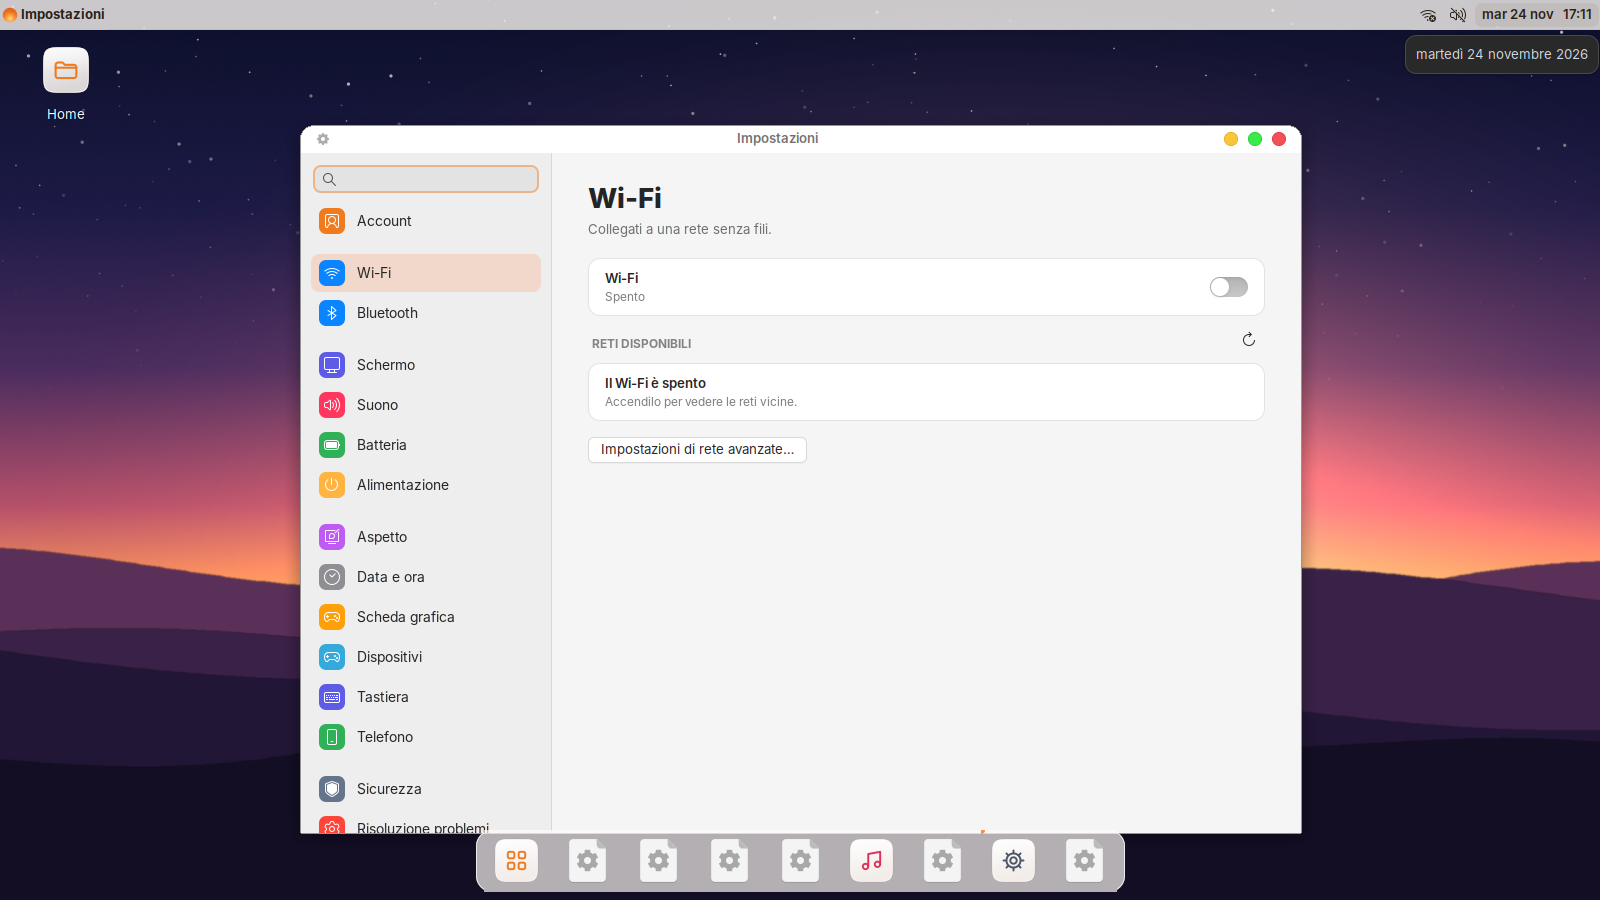 Impostazioni
mar 24 nov 17:11
martedì 24 novembre 2026
Home
Impostazioni
Account
Wi-Fi
Bluetooth
Schermo
Suono
Batteria
Alimentazione
Aspetto
Data e ora
Scheda grafica
Dispositivi
Tastiera
Telefono
Sicurezza
Risoluzione problemi
Wi-Fi
Collegati a una rete senza fili.
Wi-Fi
Spento
RETI DISPONIBILI
Il Wi-Fi è spento
Accendilo per vedere le reti vicine.
Impostazioni di rete avanzate...